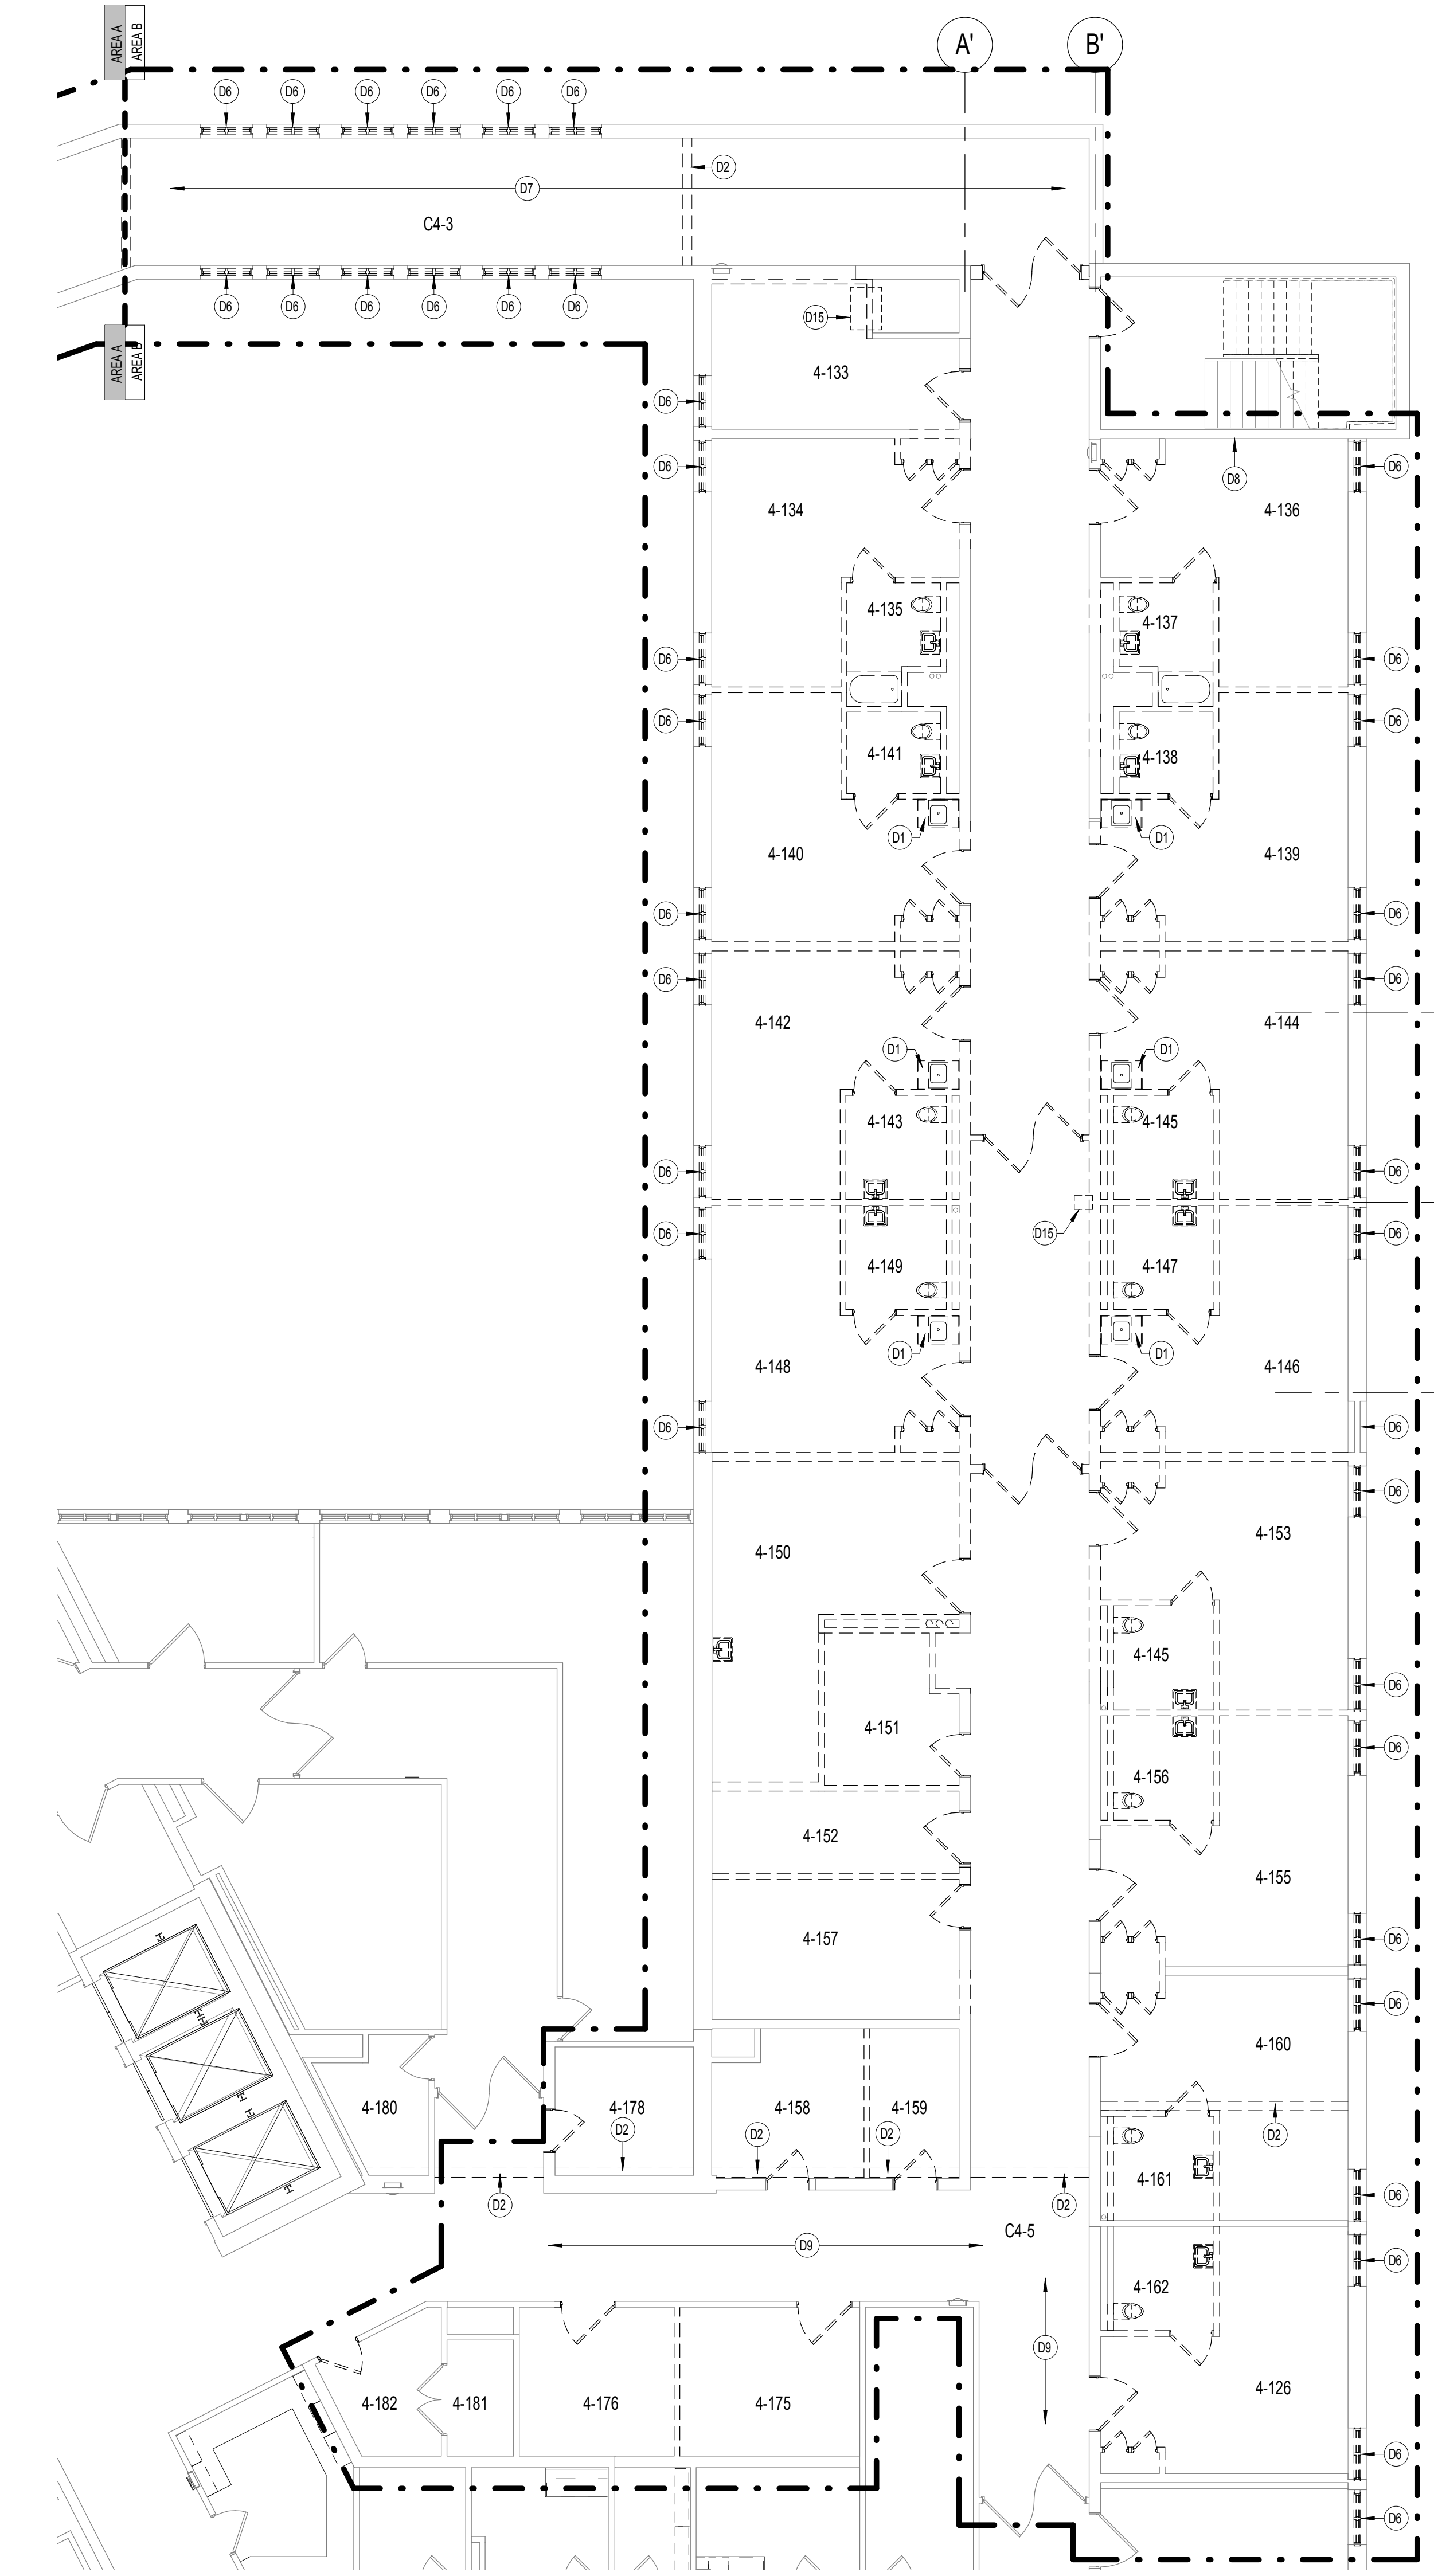 AREA A
AREA B
A'
B'
D6
D6
D6
D6
D6
D6
D2
D7
C4-3
D6
D6
D6
D6
D6
D6
D15
AREA A
AREA B
4-133
D6
D6
D6
D8
4-134
4-136
4-135
4-137
D6
D6
D6
D6
4-141
4-138
D1
D1
4-140
4-139
D6
D6
D6
D6
4-142
4-144
D1
D1
4-143
4-145
D6
D6
D15
D6
D6
4-149
4-147
D1
D1
4-148
4-146
D6
D6
D6
4-153
4-150
4-145
D6
4-151
D6
4-156
4-152
4-155
4-157
D6
D6
4-160
4-180
4-178
4-158
4-159
D2
D2
D2
D2
4-161
D6
D2
D2
C4-5
D9
D6
4-162
D9
4-182
4-181
4-176
4-175
4-126
D6
D6